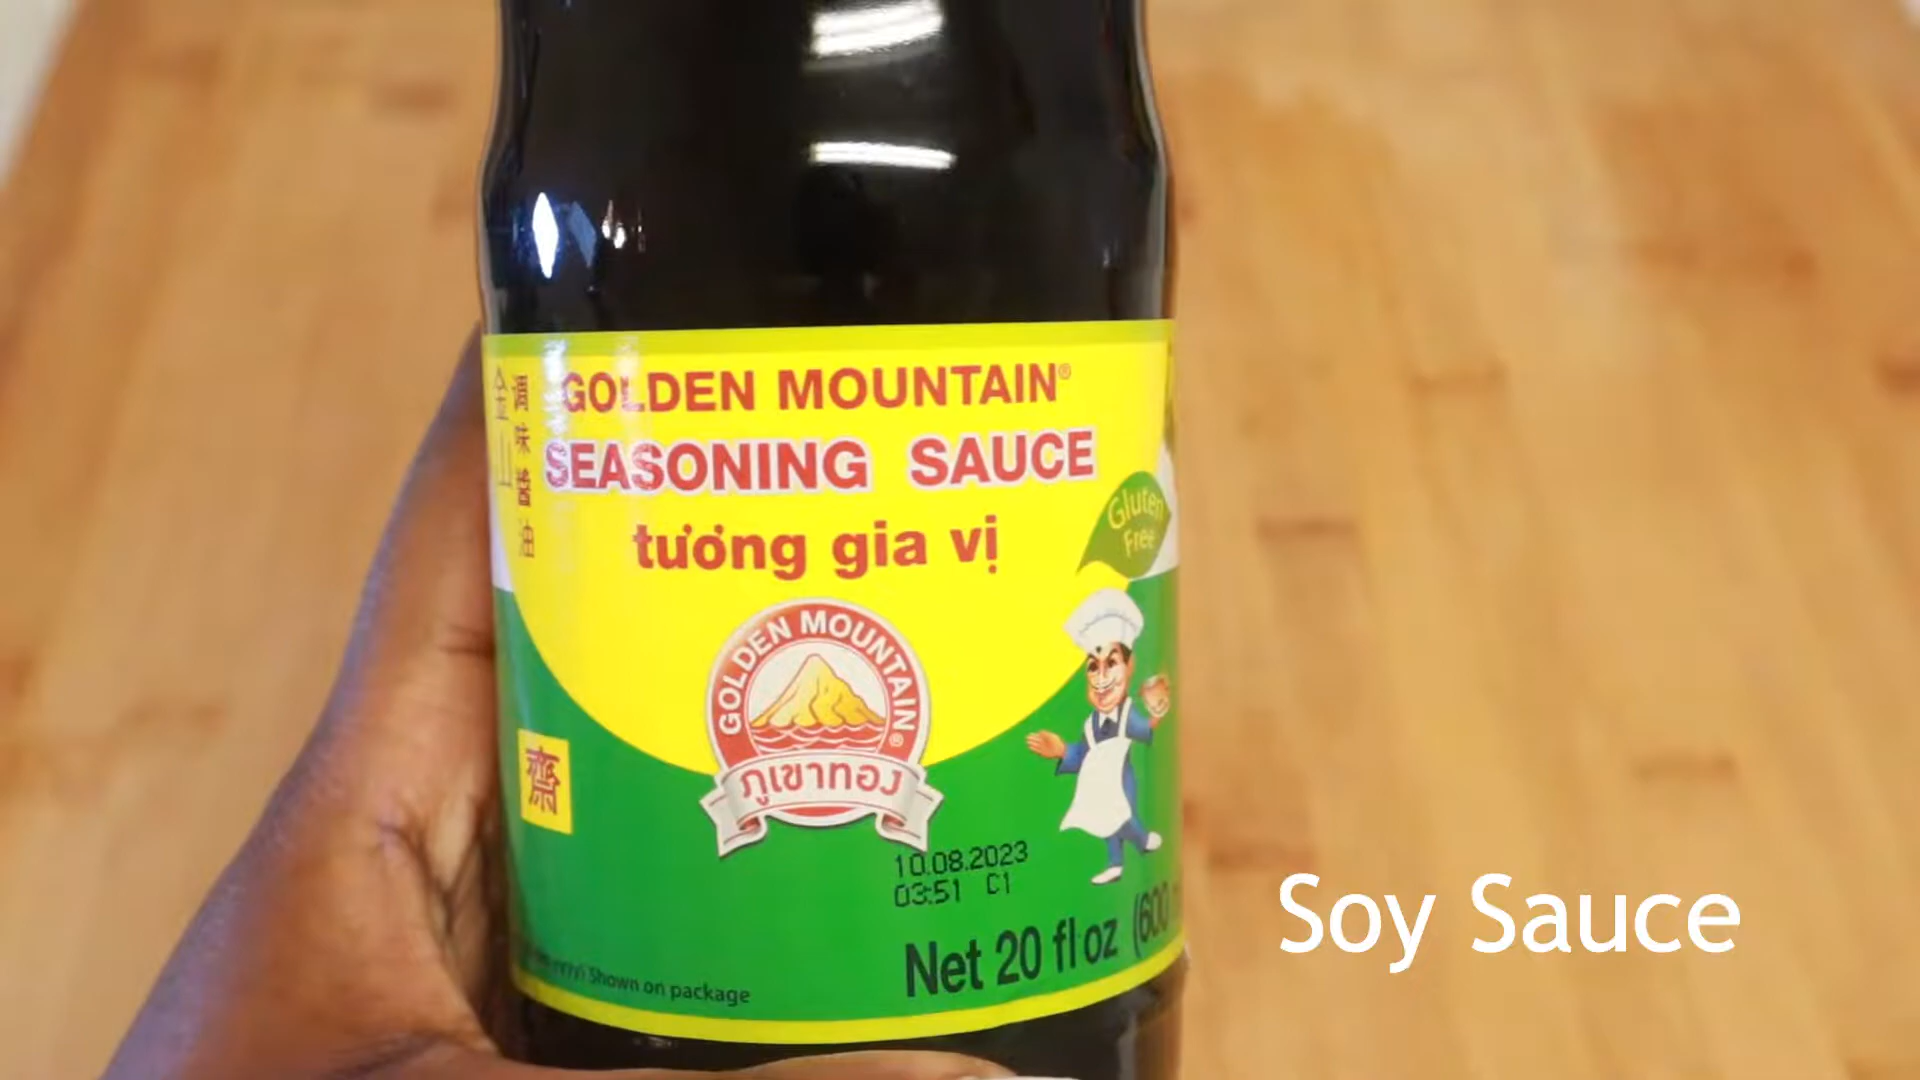 金山
调味醬油
GOLDEN MOUNTAIN®
SEASONING SAUCE
tương gia vị
Gluten
Free
GOLDEN MOUNTAIN®
ภูเขาทอง
齋
10.08.2023
03:51 C1
Net 20 fl oz (600
Shown on package
Soy Sauce